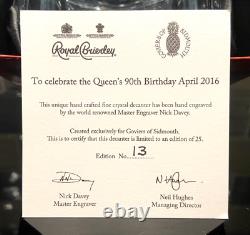 Royal Brierley
GOVIERS OF SIDMOUTH
To celebrate the Queen's 90th Birthday April 2016
This unique hand crafted fine crystal decanter has been hand engraved
by the world renowned Master Engraver Nick Davey.
Created exclusively for Goviers of Sidmouth.
This is to certify that this decanter is limited to an edition of 25.
Edition No. 13
Nick Davey
Master Engraver
Neil Hughes
Managing Director